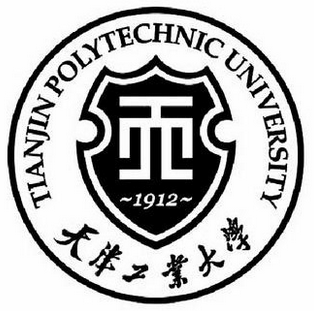 TIANJIN POLYTECHNIC UNIVERSITY
~1912~
天津工業大學